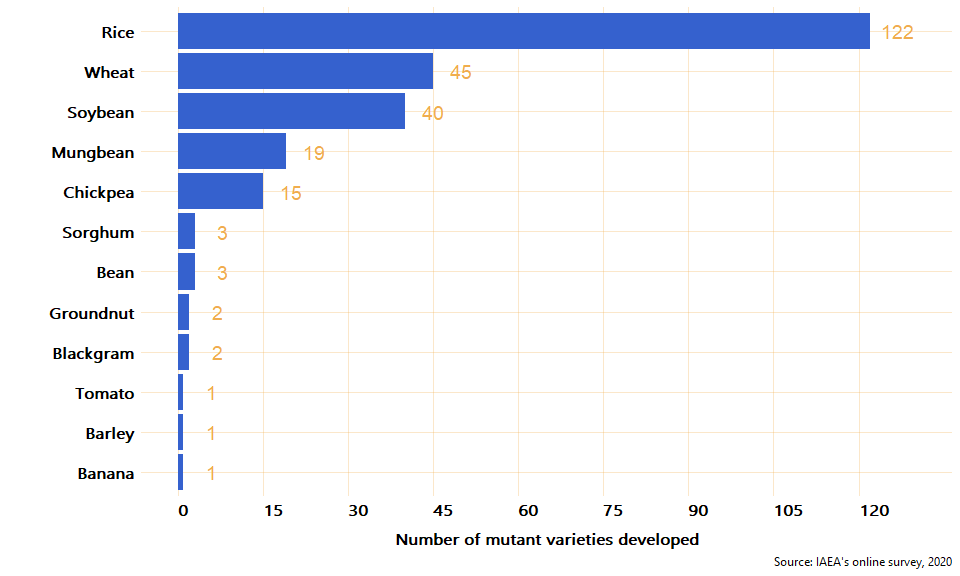 Rice 122
Wheat 45
Soybean 40
Mungbean 19
Chickpea 15
Sorghum 3
Bean 3
Groundnut 2
Blackgram 2
Tomato 1
Barley 1
Banana 1
0 15 30 45 60 75 90 105 120
Number of mutant varieties developed
Source: IAEA's online survey, 2020